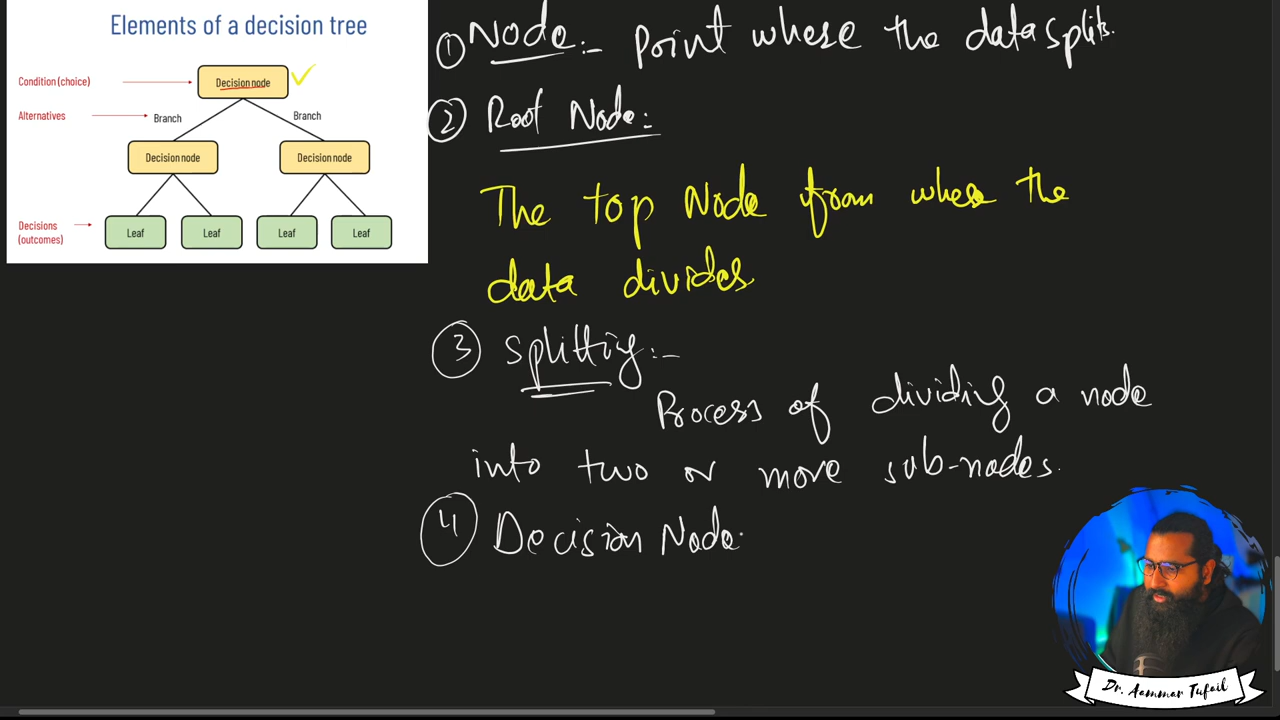 Elements of a decision tree
Condition (choice)
Decision node
Alternatives
Branch
Branch
Decision node
Decision node
Decisions
(outcomes)
Leaf
Leaf
Leaf
Leaf
① Node:- Point where the data splits.
② Root Node:
The top Node from where the
data divides
③ Splitting:-
Process of dividing a node
into two or more sub-nodes.
④ Decision Node:
Dr. Aammar Tufail